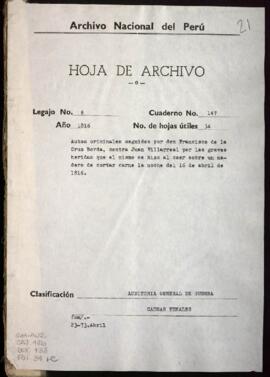 Archivo Nacional del Perú
21
HOJA DE ARCHIVO
Legajo No. 8 Cuaderno No. 147
Año 1816 No. de hojas útiles 34
Autos originales seguidos por don Francisco de la
Cruz Borda, contra Juan Villarreal por las graves
heridas que el mismo se hizo al caer sobre un ma-
dero de cortar carne la noche del 16 de abril de
1816.
Clasificación AUDITORIA GENERAL DE GUERRA
CAUSAS PENALES
23-73.Abril